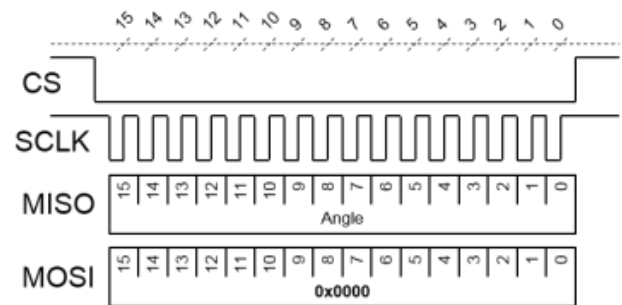 15 14 13 12 11 10 9 8 7 6 5 4 3 2 1 0
CS
SCLK
MISO 15 14 13 12 11 10 9 8 7 6 5 4 3 2 1 0
Angle
MOSI 15 14 13 12 11 10 9 8 7 6 5 4 3 2 1 0
0x0000